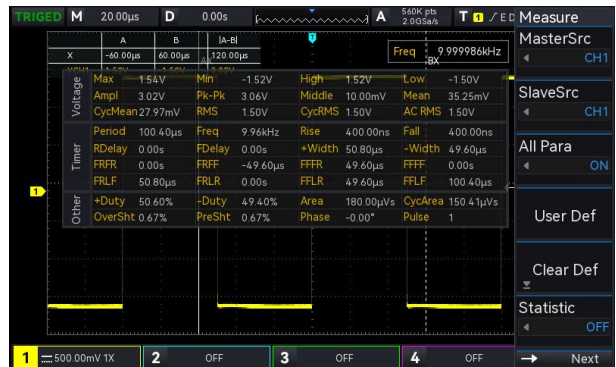 TRIGED M 20.00µs D 0.00s A 560K pts 2.0GSa/s T 1 Measure
A B |A-B|
X -60.00µs 60.00µs 120.00µs
Freq 9.999986kHz
BX
Voltage
Max 1.54V Min -1.52V High 1.52V Low -1.50V
Ampl 3.02V Pk-Pk 3.06V Middle 10.00mV Mean 35.25mV
CycMean 27.97mV RMS 1.50V CycRMS 1.50V AC RMS 1.50V
Timer
Period 100.40µs Freq 9.96kHz Rise 400.00ns Fall 400.00ns
RDelay 0.00s FDelay 0.00s +Width 50.80µs -Width 49.60µs
FRFR 0.00s FRFF -49.60µs FFFR 49.60µs FFFF 0.00s
FRLF 50.80µs FRLR 0.00s FFLR 49.60µs FFLF 100.40µs
Other
+Duty 50.60% -Duty 49.40% Area 180.00µVs CycArea 150.41µVs
OverSht 0.67% PreSht 0.67% Phase -0.00° Pulse 1
1
T
MasterSrc
CH1
SlaveSrc
CH1
All Para
ON
User Def
Clear Def
Statistic
OFF
1 500.00mV 1X 2 OFF 3 OFF 4 OFF → Next